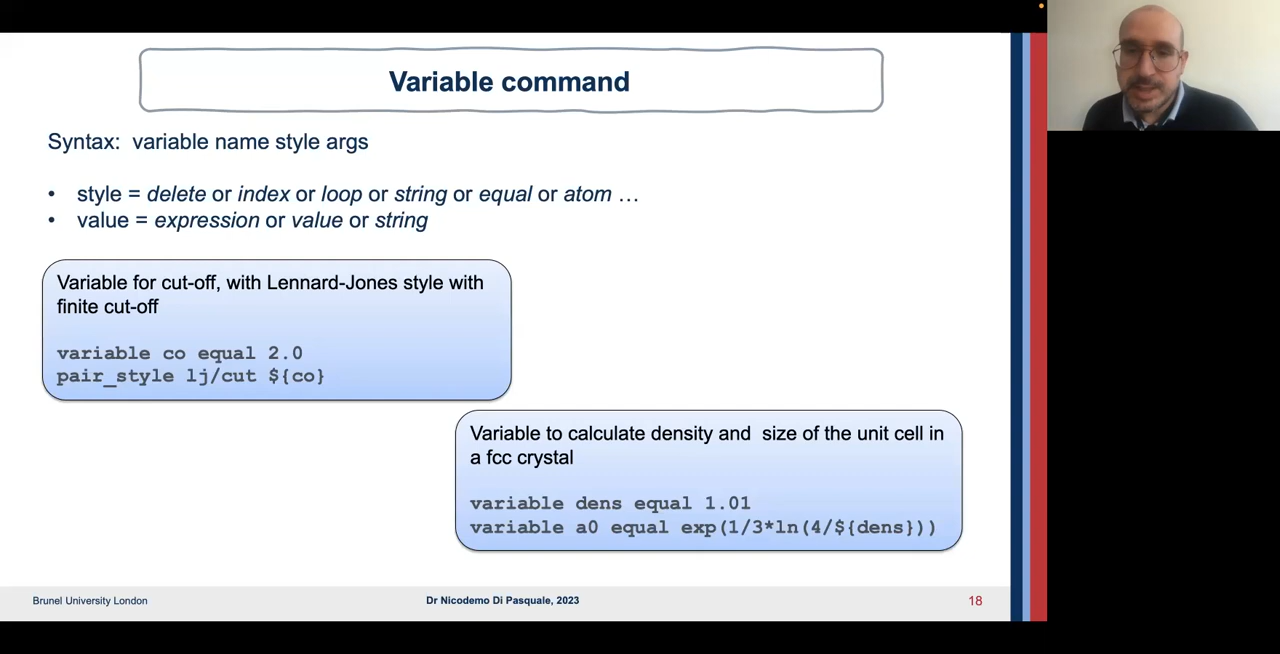 Variable command
Syntax:  variable name style args
• style = delete or index or loop or string or equal or atom …
• value = expression or value or string
Variable for cut-off, with Lennard-Jones style with
finite cut-off
variable co equal 2.0
pair_style lj/cut ${co}
Variable to calculate density and  size of the unit cell in
a fcc crystal
variable dens equal 1.01
variable a0 equal exp(1/3*ln(4/${dens}))
Brunel University London
Dr Nicodemo Di Pasquale, 2023
18